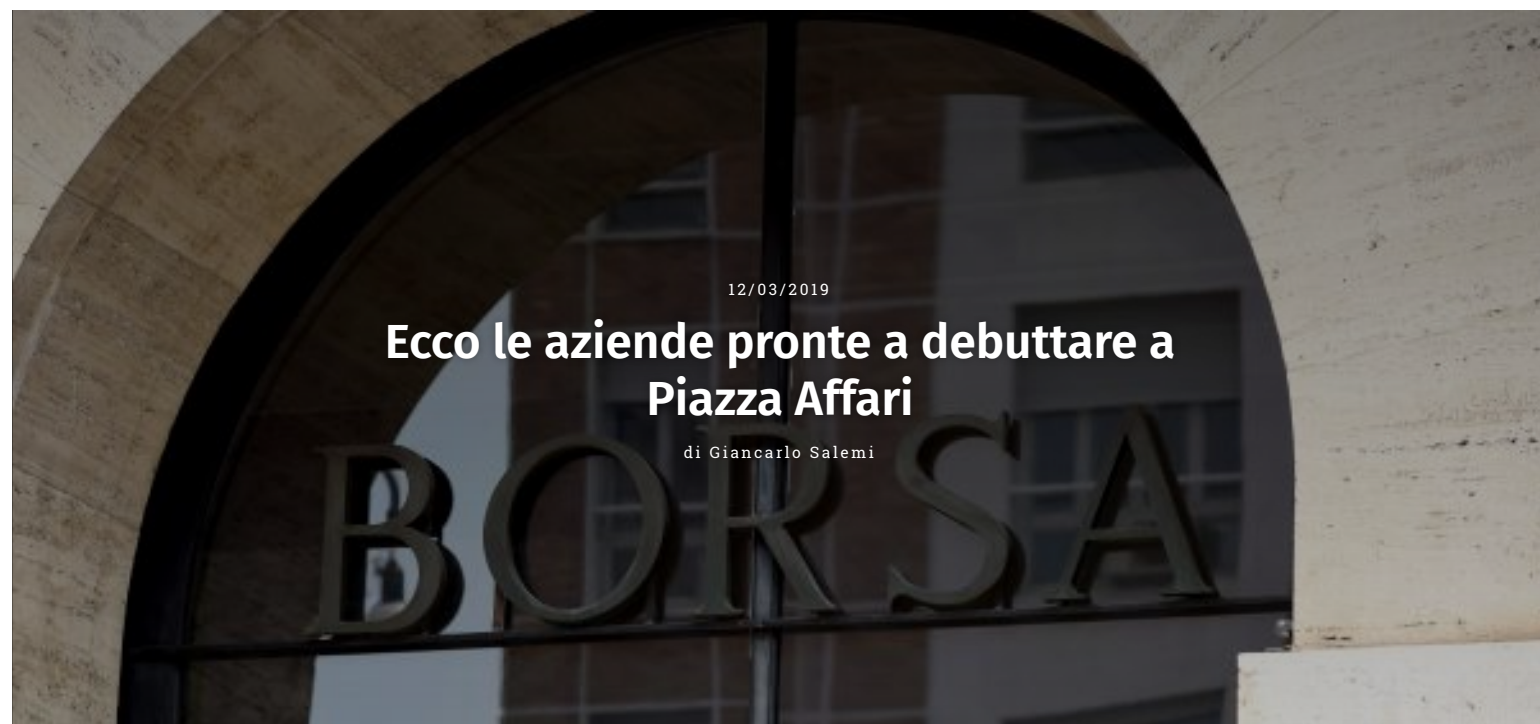 12/03/2019
Ecco le aziende pronte a debuttare a
Piazza Affari
di Giancarlo Salemi
BORSA